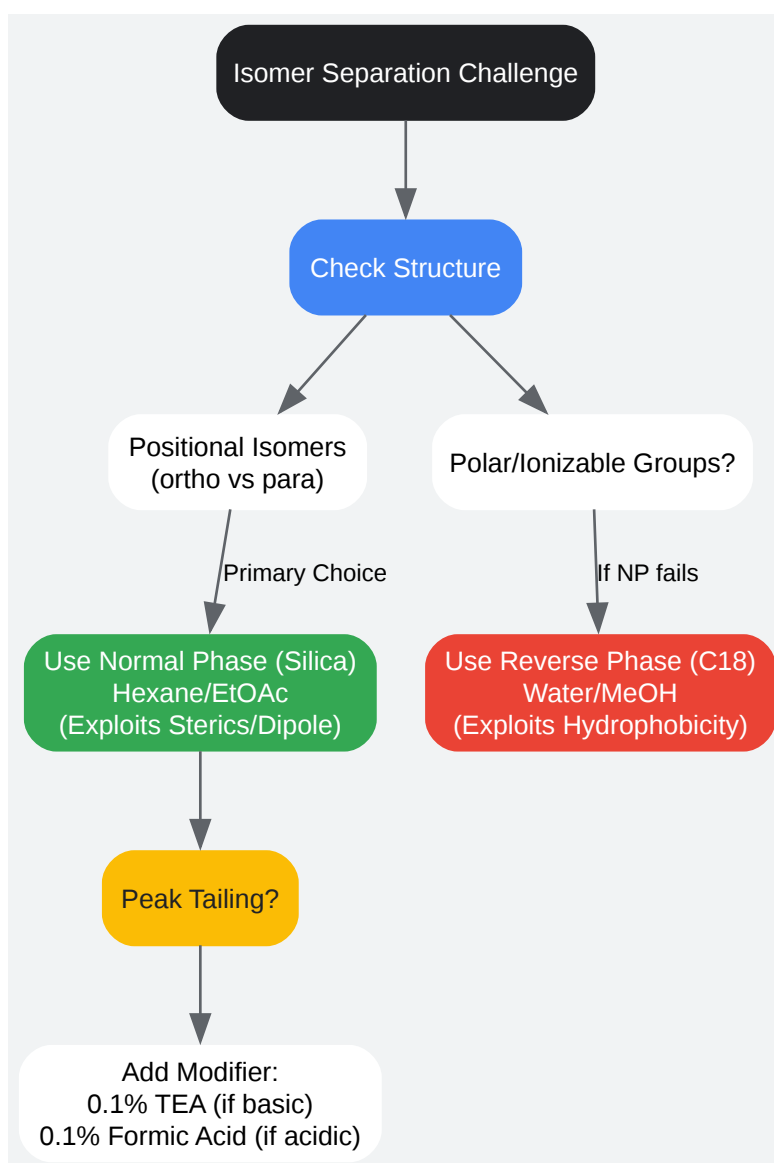 Isomer Separation Challenge
Check Structure
Positional Isomers
(ortho vs para)
Polar/Ionizable Groups?
Primary Choice
If NP fails
Use Normal Phase (Silica)
Hexane/EtOAc
(Exploits Sterics/Dipole)
Use Reverse Phase (C18)
Water/MeOH
(Exploits Hydrophobicity)
Peak Tailing?
Add Modifier:
0.1% TEA (if basic)
0.1% Formic Acid (if acidic)